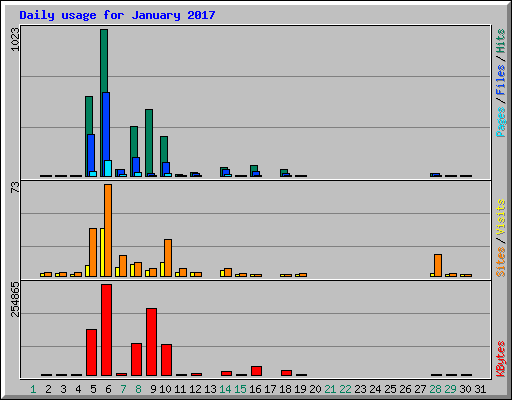 Daily usage for January 2017
1023
Pages/Files/Hits
73
Sites/Visits
254865
KBytes
1 2 3 4 5 6 7 8 9 10 11 12 13 14 15 16 17 18 19 20 21 22 23 24 25 26 27 28 29 30 31